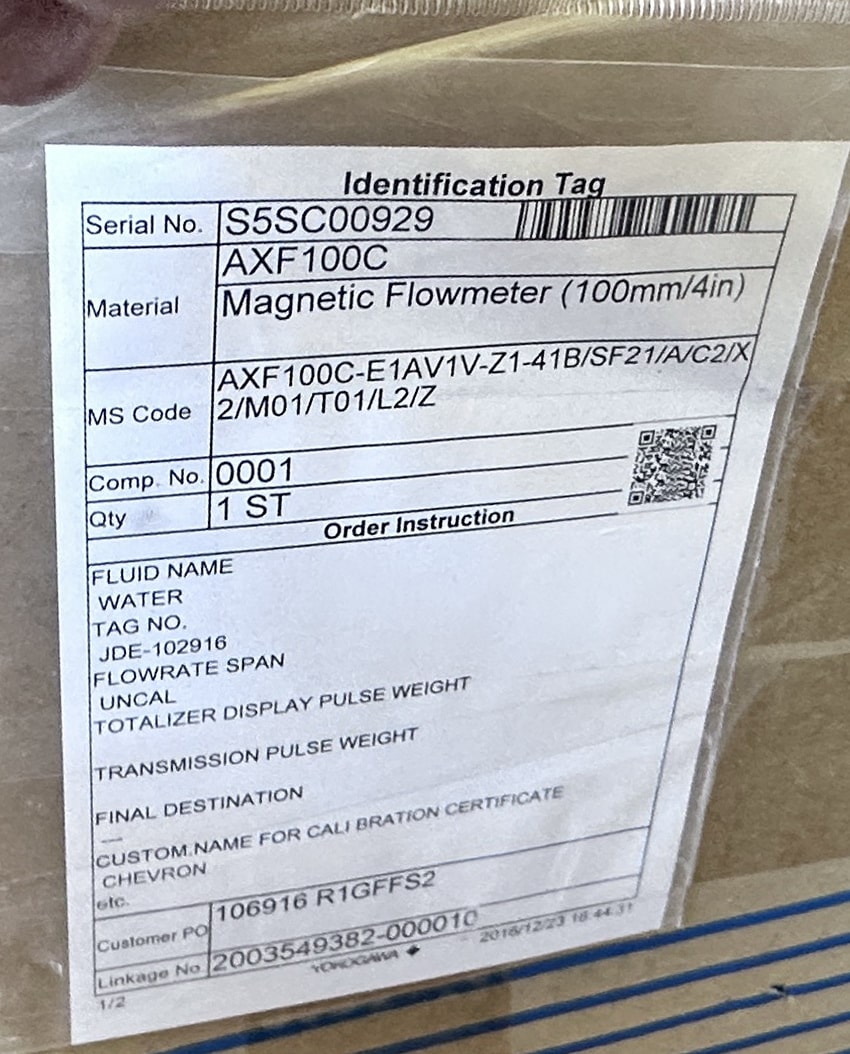 Identification Tag
Serial No. S5SC00929
Material AXF100C
Magnetic Flowmeter (100mm/4in)
MS Code AXF100C-E1AV1V-Z1-41B/SF21/A/C2/X
2/M01/T01/L2/Z
Comp. No. 0001
Qty 1 ST
Order Instruction
FLUID NAME
WATER
TAG NO.
JDE-102916
FLOWRATE SPAN
UNCAL
TOTALIZER DISPLAY PULSE WEIGHT
TRANSMISSION PULSE WEIGHT
FINAL DESTINATION
---
CUSTOM.NAME FOR CALI BRATION CERTIFICATE
CHEVRON
etc.
Customer PO 106916 R1GFFS2
Linkage No 2003549382-000010
YOKOGAWA 2016/12/23 16:44:31
1/2